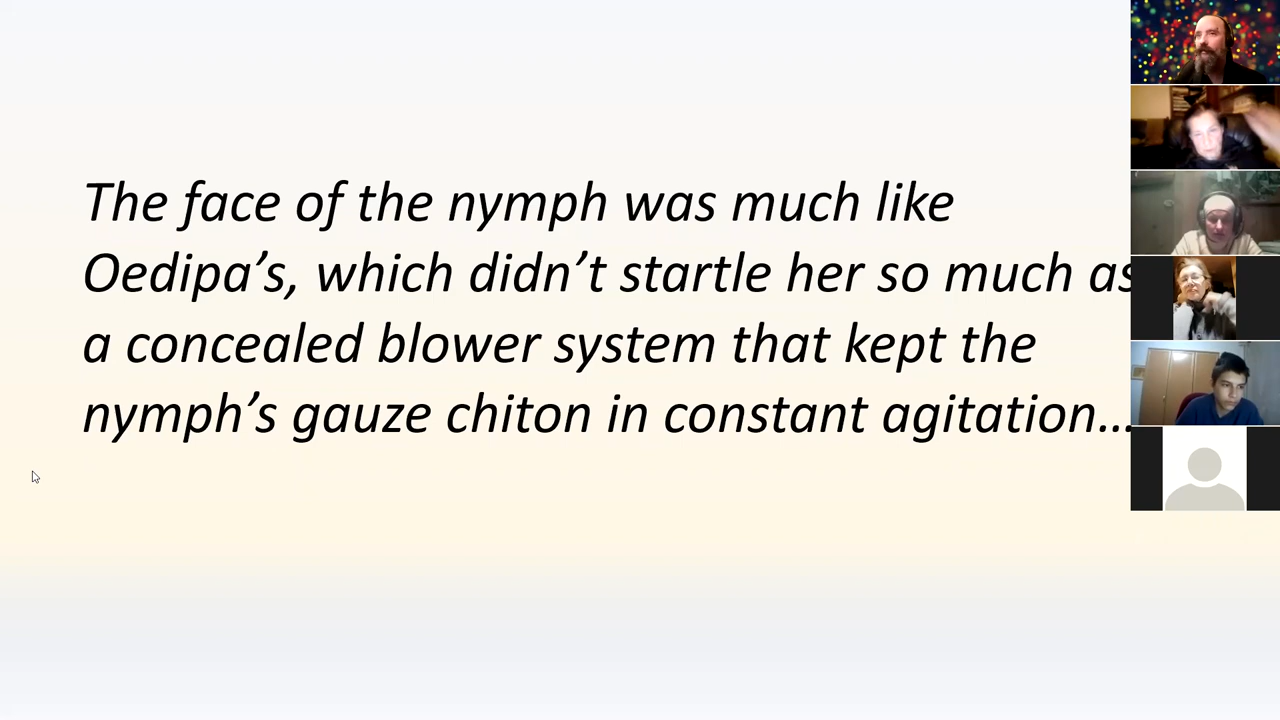 The face of the nymph was much like
Oedipa’s, which didn’t startle her so much as
a concealed blower system that kept the
nymph’s gauze chiton in constant agitation…